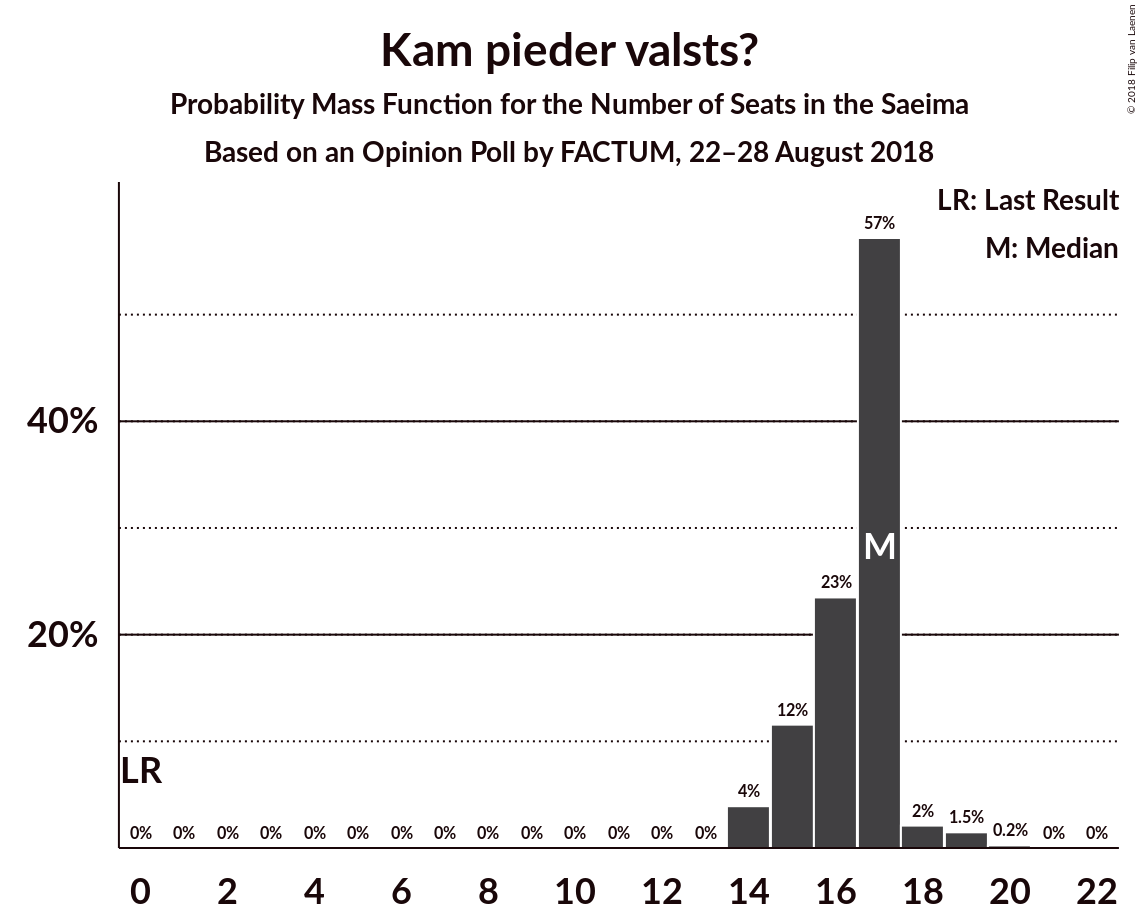 Kam pieder valsts?
Probability Mass Function for the Number of Seats in the Saeima
Based on an Opinion Poll by FACTUM, 22–28 August 2018
© 2018 Filip van Laenen
LR: Last Result
M: Median
57%
40%
M
23%
20%
12%
LR
4%
0% 0% 0% 0% 0% 0% 0% 0% 0% 0% 0% 0% 0% 0% 2% 1.5% 0.2% 0% 0%
0 2 4 6 8 10 12 14 16 18 20 22